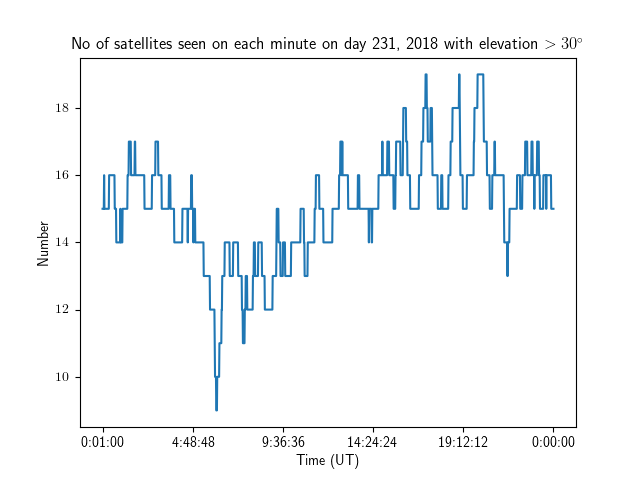 No of satellites seen on each minute on day 231, 2018 with elevation > 30°
18
16
14
12
10
Number
0:01:00 4:48:48 9:36:36 14:24:24 19:12:12 0:00:00
Time (UT)